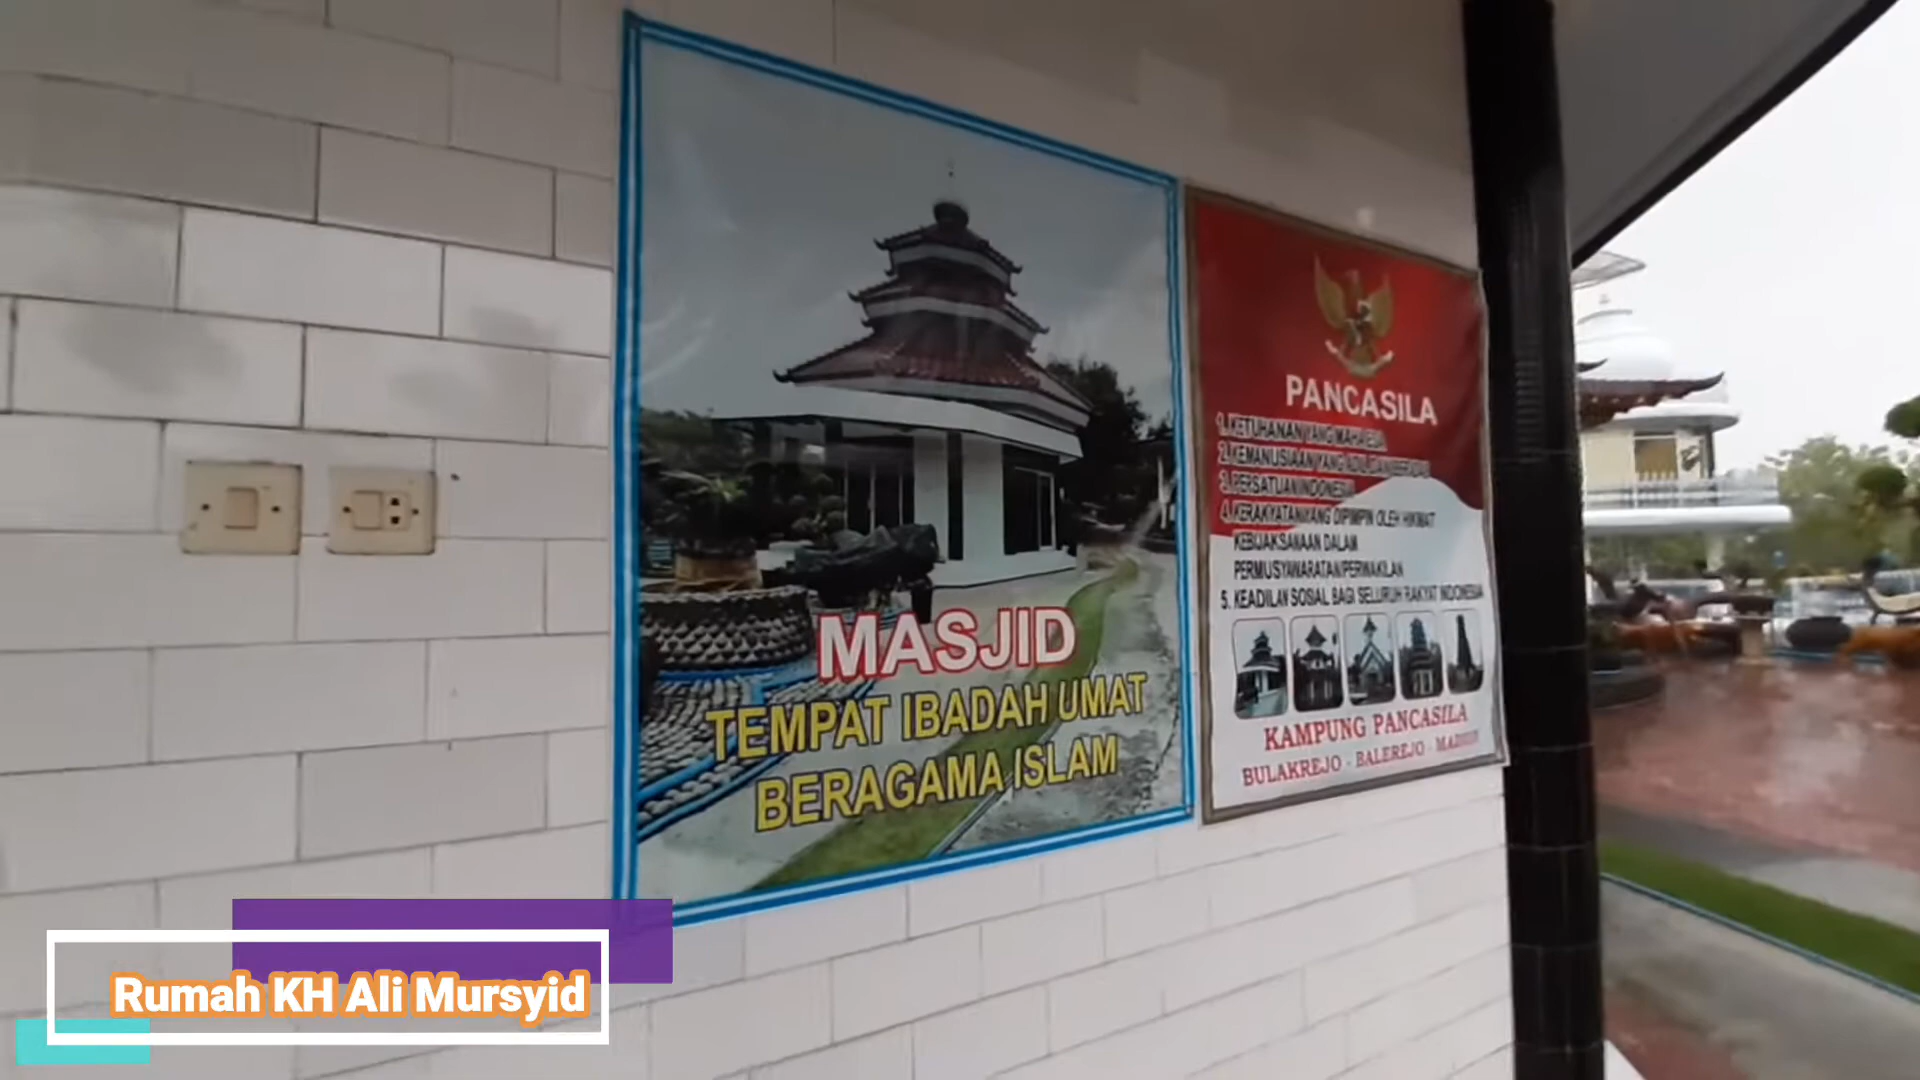 MASJID
TEMPAT IBADAH UMAT
BERAGAMA ISLAM
PANCASILA
1. KETUHANAN YANG MAHA ESA
2. KEMANUSIAAN YANG ADIL DAN BERADAB
3. PERSATUAN INDONESIA
4. KERAKYATAN YANG DIPIMPIN OLEH HIKMAT
KEBIJAKSANAAN DALAM
PERMUSYAWARATAN/PERWAKILAN
5. KEADILAN SOSIAL BAGI SELURUH RAKYAT INDONESIA
KAMPUNG PANCASILA
BULAKREJO - BALEREJO - MADIUN
Rumah KH Ali Mursyid